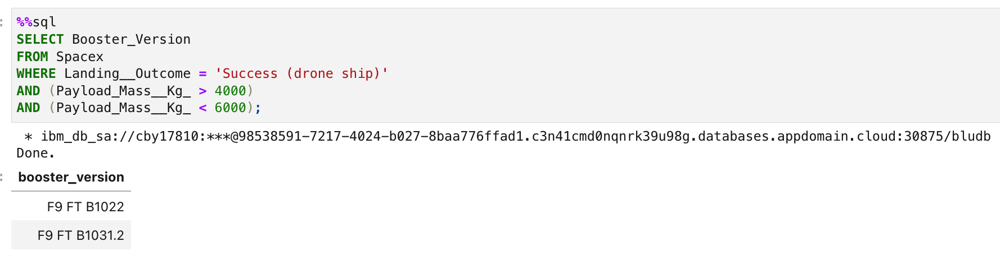 %%sql
SELECT Booster_Version
FROM Spacex
WHERE Landing__Outcome = 'Success (drone ship)'
AND (Payload_Mass__Kg_ > 4000)
AND (Payload_Mass__Kg_ < 6000);
* ibm_db_sa://cby17810:***@98538591-7217-4024-b027-8baa776ffad1.c3n41cmd0nqnrk39u98g.databases.appdomain.cloud:30875/bludb
Done.
booster_version
F9 FT B1022
F9 FT B1031.2